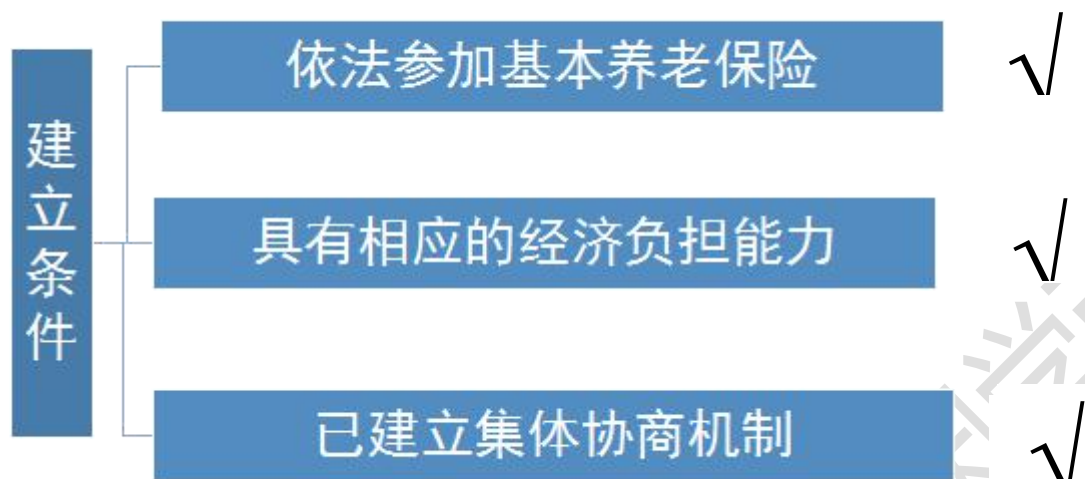 建立条件
依法参加基本养老保险
√
具有相应的经济负担能力
√
已建立集体协商机制
√